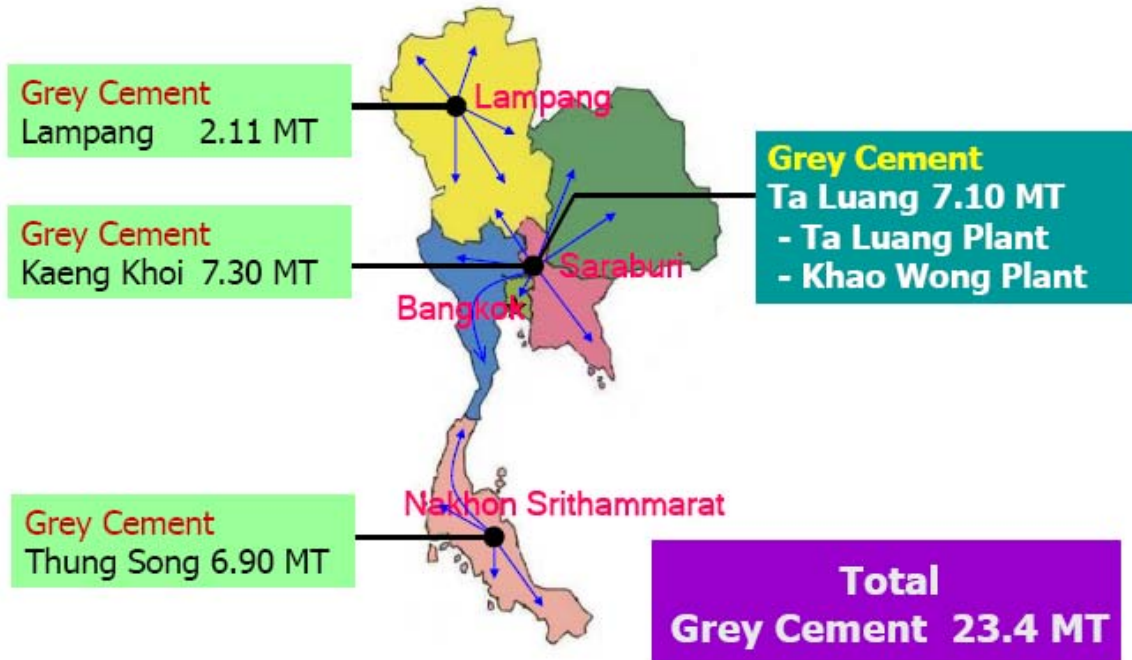 Grey Cement
Lampang 2.11 MT
Lampang
Grey Cement
Ta Luang 7.10 MT
- Ta Luang Plant
- Khao Wong Plant
Grey Cement
Kaeng Khoi 7.30 MT
Saraburi
Bangkok
Nakhon Srithammarat
Grey Cement
Thung Song 6.90 MT
Total
Grey Cement 23.4 MT